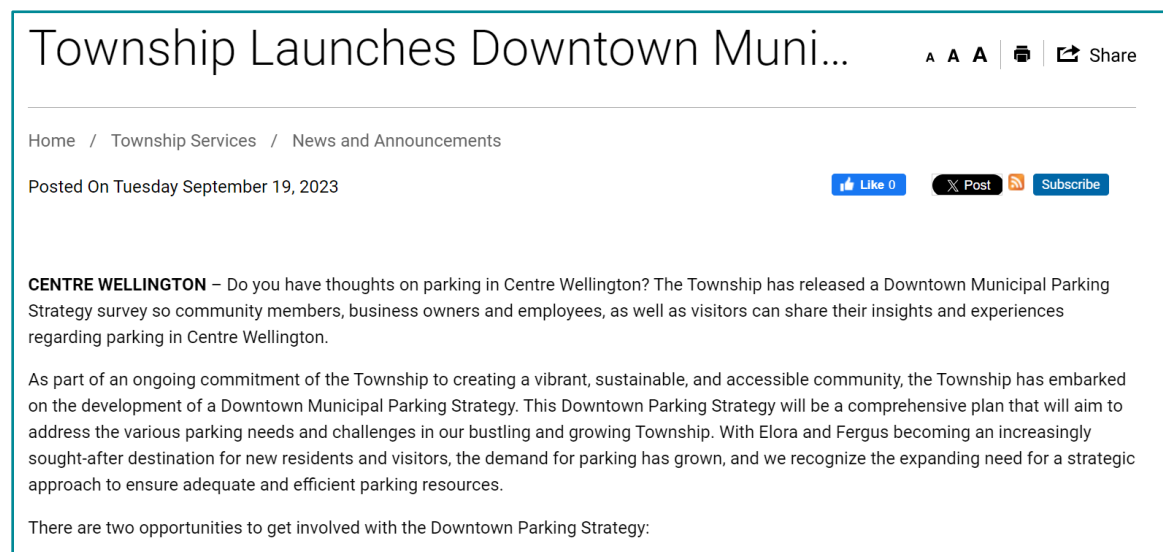 Township Launches Downtown Muni...
A A A Share
Home / Township Services / News and Announcements
Posted On Tuesday September 19, 2023
Like 0 X Post Subscribe
CENTRE WELLINGTON – Do you have thoughts on parking in Centre Wellington? The Township has released a Downtown Municipal Parking
Strategy survey so community members, business owners and employees, as well as visitors can share their insights and experiences
regarding parking in Centre Wellington.
As part of an ongoing commitment of the Township to creating a vibrant, sustainable, and accessible community, the Township has embarked
on the development of a Downtown Municipal Parking Strategy. This Downtown Parking Strategy will be a comprehensive plan that will aim to
address the various parking needs and challenges in our bustling and growing Township. With Elora and Fergus becoming an increasingly
sought-after destination for new residents and visitors, the demand for parking has grown, and we recognize the expanding need for a strategic
approach to ensure adequate and efficient parking resources.
There are two opportunities to get involved with the Downtown Parking Strategy: